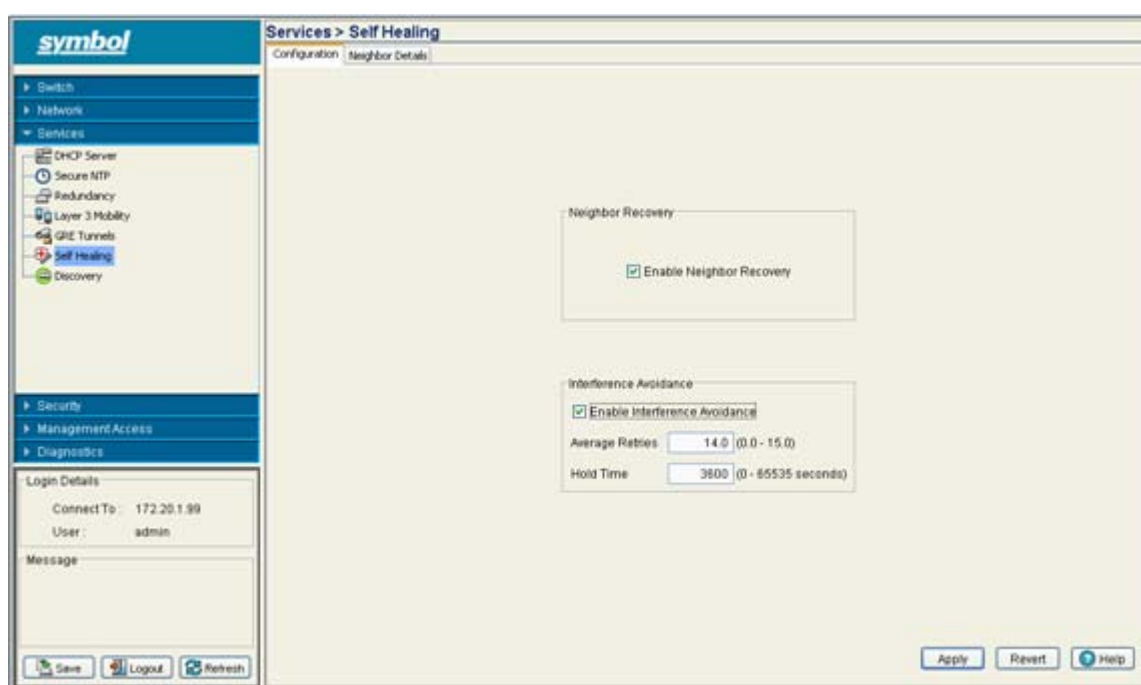 symbol
Switch
Network
Services
DHCP Server
Secure NTP
Redundancy
Layer 3 Mobility
GRE Tunnels
Self Healing
Discovery
Security
Management Access
Diagnostics
Login Details
Connect To : 172.20.1.99
User : admin
Message
Save Logout Refresh
Services > Self Healing
Configuration Neighbor Details
Neighbor Recovery
Enable Neighbor Recovery
Interference Avoidance
Enable Interference Avoidance
Average Retries 14.0 (0.0 - 15.0)
Hold Time 3600 (0 - 65535 seconds)
Apply Revert Help